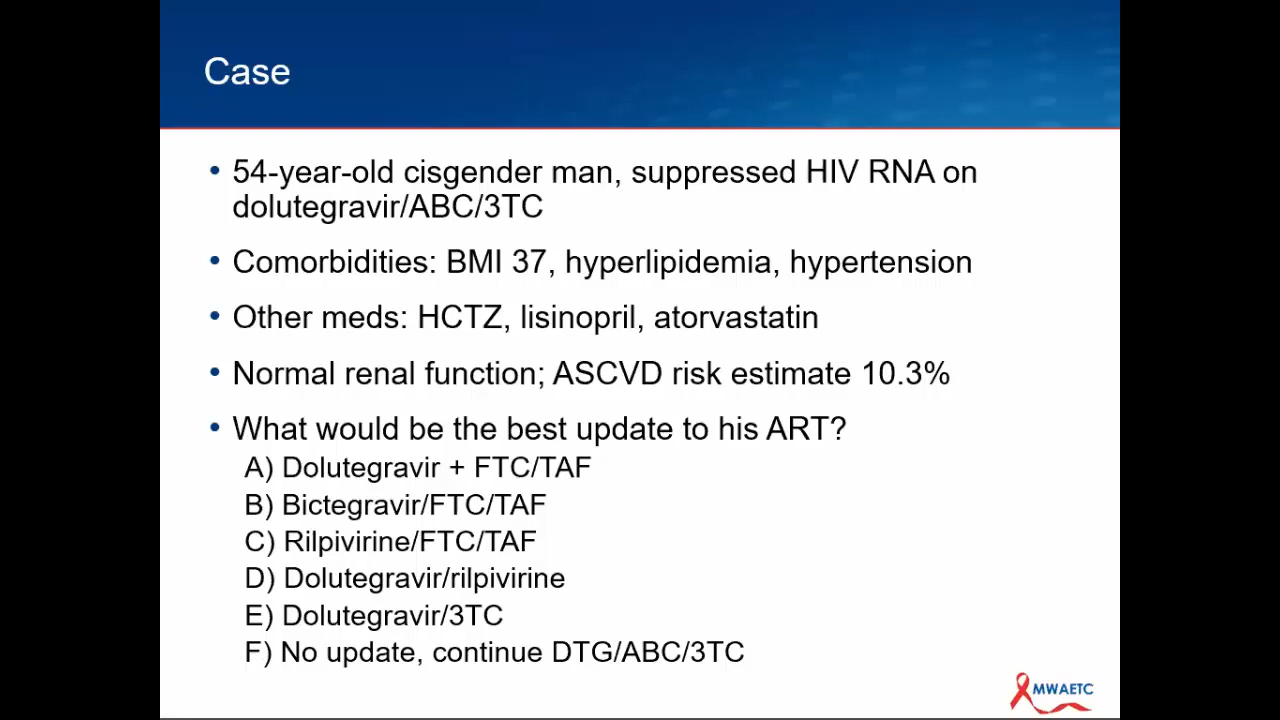 Case
• 54-year-old cisgender man, suppressed HIV RNA on
dolutegravir/ABC/3TC
• Comorbidities: BMI 37, hyperlipidemia, hypertension
• Other meds: HCTZ, lisinopril, atorvastatin
• Normal renal function; ASCVD risk estimate 10.3%
• What would be the best update to his ART?
A) Dolutegravir + FTC/TAF
B) Bictegravir/FTC/TAF
C) Rilpivirine/FTC/TAF
D) Dolutegravir/rilpivirine
E) Dolutegravir/3TC
F) No update, continue DTG/ABC/3TC
MWAETC